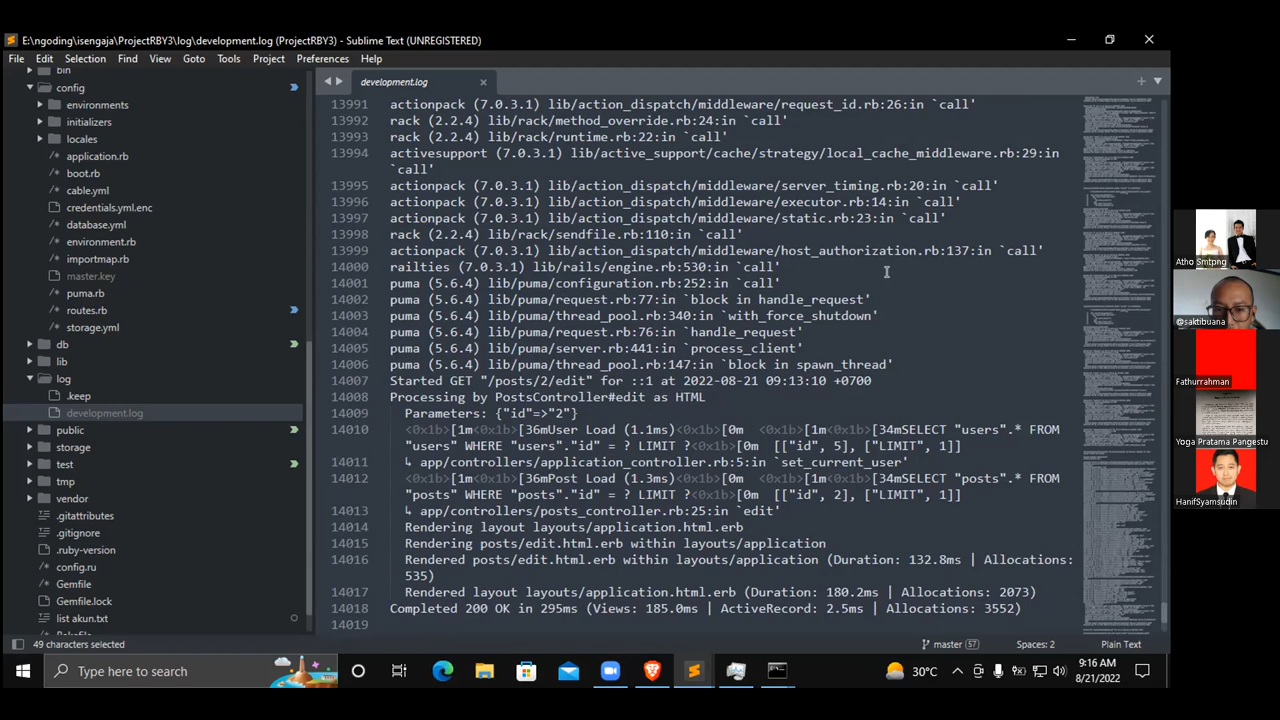 E:\ngoding\isengaja\ProjectRBY3\log\development.log (ProjectRBY3) - Sublime Text (UNREGISTERED)
File Edit Selection Find View Goto Tools Project Preferences Help
bin
config
environments
initializers
locales
application.rb
boot.rb
cable.yml
credentials.yml.enc
database.yml
environment.rb
importmap.rb
master.key
puma.rb
routes.rb
storage.yml
db
lib
log
.keep
development.log
public
storage
test
tmp
vendor
.gitattributes
.gitignore
.ruby-version
config.ru
Gemfile
Gemfile.lock
list akun.txt
development.log
13991 actionpack (7.0.3.1) lib/action_dispatch/middleware/request_id.rb:26:in `call'
13992 rack (2.2.4) lib/rack/method_override.rb:24:in `call'
13993 rack (2.2.4) lib/rack/runtime.rb:22:in `call'
13994 activesupport (7.0.3.1) lib/active_support/cache/strategy/local_cache_middleware.rb:29:in
`call'
13995 actionpack (7.0.3.1) lib/action_dispatch/middleware/server_timing.rb:20:in `call'
13996 actionpack (7.0.3.1) lib/action_dispatch/middleware/executor.rb:14:in `call'
13997 actionpack (7.0.3.1) lib/action_dispatch/middleware/static.rb:23:in `call'
13998 rack (2.2.4) lib/rack/sendfile.rb:110:in `call'
13999 actionpack (7.0.3.1) lib/action_dispatch/middleware/host_authorization.rb:137:in `call'
14000 railties (7.0.3.1) lib/rails/engine.rb:530:in `call'
14001 puma (5.6.4) lib/puma/configuration.rb:252:in `call'
14002 puma (5.6.4) lib/puma/request.rb:77:in `block in handle_request'
14003 puma (5.6.4) lib/puma/thread_pool.rb:340:in `with_force_shutdown'
14004 puma (5.6.4) lib/puma/request.rb:76:in `handle_request'
14005 puma (5.6.4) lib/puma/server.rb:441:in `process_client'
14006 puma (5.6.4) lib/puma/thread_pool.rb:147:in `block in spawn_thread'
14007 Started GET "/posts/2/edit" for ::1 at 2022-08-21 09:13:10 +0700
14008 Processing by PostsController#edit as HTML
14009 Parameters: {"id"=>"2"}
14010 <0x1b>[1m<0x1b>[36mUser Load (1.1ms)<0x1b>[0m <0x1b>[1m<0x1b>[34mSELECT "users".* FROM
"users" WHERE "users"."id" = ? LIMIT ?<0x1b>[0m [["id", 5], ["LIMIT", 1]]
14011 ↳ app/controllers/application_controller.rb:5:in `set_current_user'
14012 <0x1b>[1m<0x1b>[36mPost Load (1.3ms)<0x1b>[0m <0x1b>[1m<0x1b>[34mSELECT "posts".* FROM
"posts" WHERE "posts"."id" = ? LIMIT ?<0x1b>[0m [["id", 2], ["LIMIT", 1]]
14013 ↳ app/controllers/posts_controller.rb:25:in `edit'
14014 Rendering layout layouts/application.html.erb
14015 Rendering posts/edit.html.erb within layouts/application
14016 Rendered posts/edit.html.erb within layouts/application (Duration: 132.8ms | Allocations:
535)
14017 Rendered layout layouts/application.html.erb (Duration: 180.2ms | Allocations: 2073)
14018 Completed 200 OK in 295ms (Views: 185.0ms | ActiveRecord: 2.5ms | Allocations: 3552)
14019
Atho Smtpng
@saktibuana
Fathurrahman
Yoga Pratama Pangestu
HanifSyamsudin
49 characters selected
master 57
Spaces: 2
Plain Text
Type here to search
30°C
9:16 AM
8/21/2022